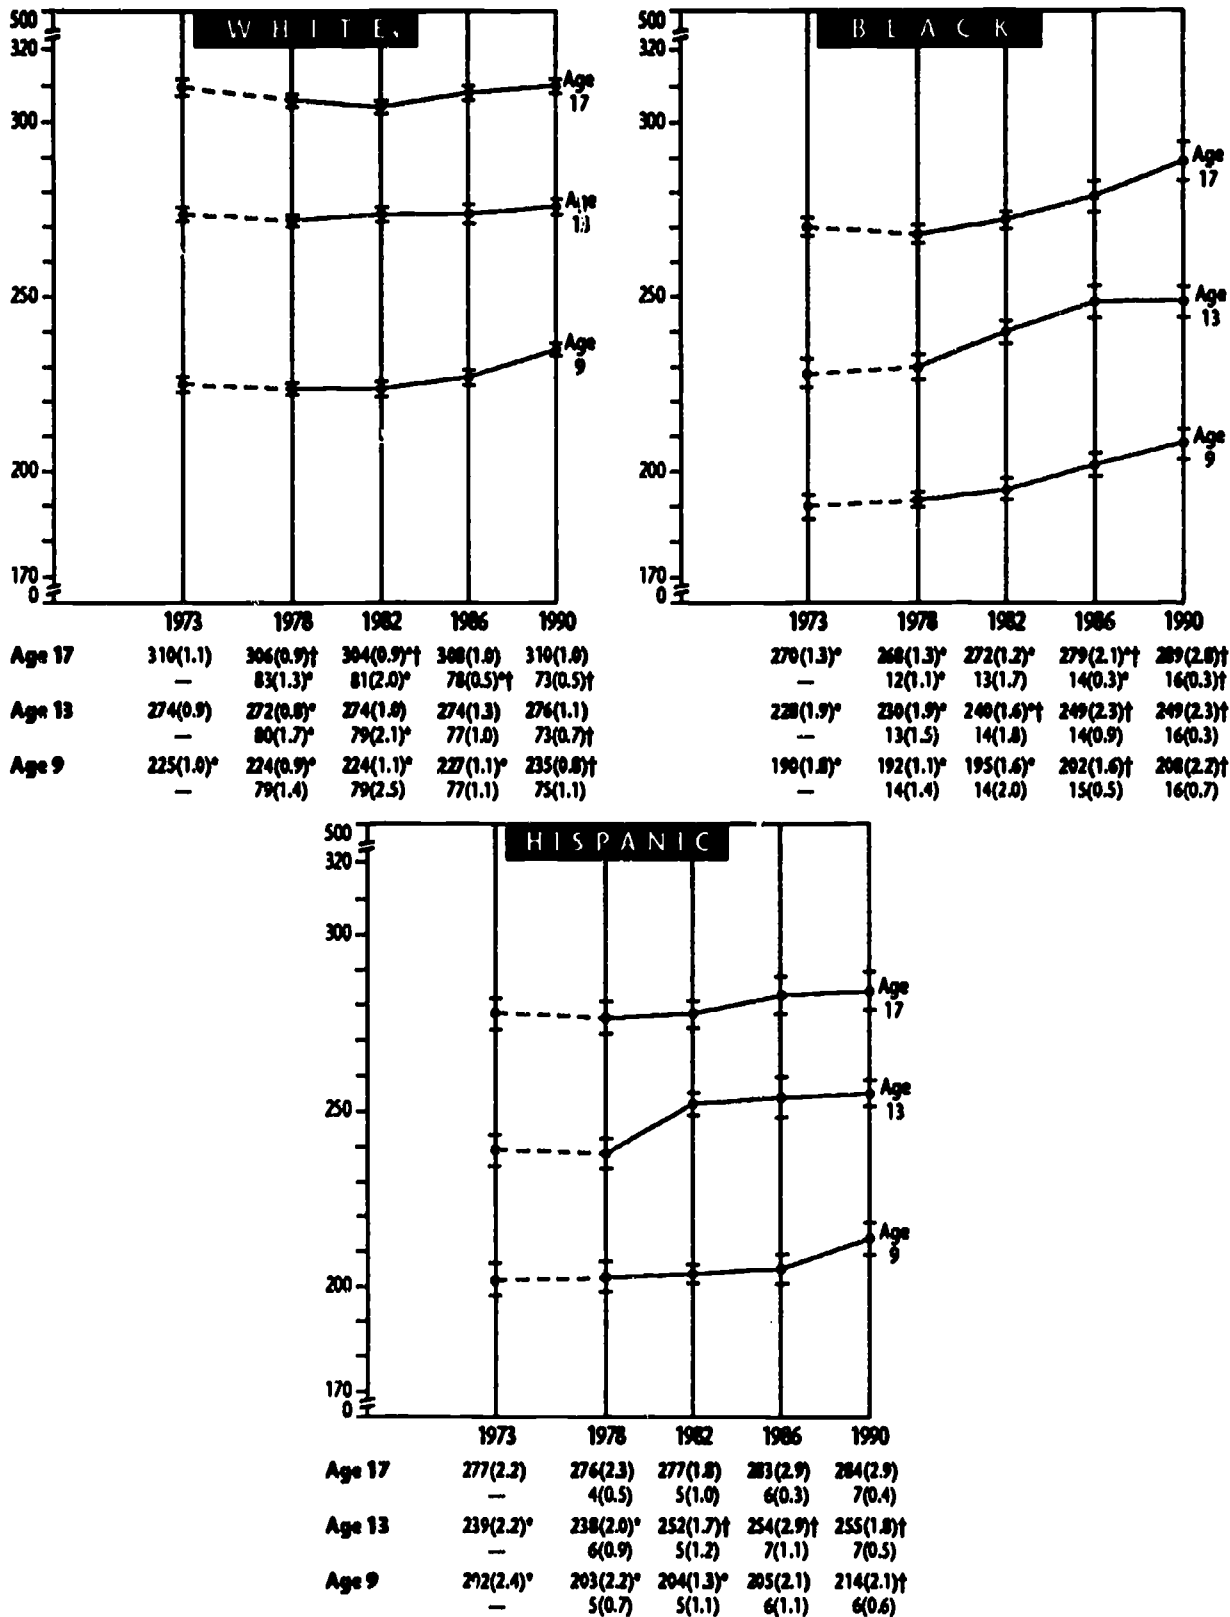 WHITE
500
320
300
250
200
170
0
Age 17
Age 13
Age 9
1973 1978 1982 1986 1990
Age 17 310(1.1) 306(0.9)† 304(0.9)*† 308(1.0) 310(1.0)
— 83(1.3)* 81(2.0)* 78(0.5)*† 73(0.5)†
Age 13 274(0.9) 272(0.8)* 274(1.0) 274(1.3) 276(1.1)
— 80(1.7)* 79(2.1)* 77(1.0) 73(0.7)†
Age 9 225(1.0)* 224(0.9)* 224(1.1)* 227(1.1)* 235(0.8)†
— 79(1.4) 79(2.5) 77(1.1) 75(1.1)
BLACK
500
320
300
250
200
170
0
Age 17
Age 13
Age 9
1973 1978 1982 1986 1990
270(1.3)* 268(1.3)* 272(1.2)* 279(2.1)*† 289(2.8)†
— 12(1.1)* 13(1.7) 14(0.3)* 16(0.3)†
228(1.9)* 230(1.9)* 240(1.6)*† 249(2.3)† 249(2.3)†
— 13(1.5) 14(1.8) 14(0.9) 16(0.3)
190(1.8)* 192(1.1)* 195(1.6)* 202(1.6)† 208(2.2)†
— 14(1.4) 14(2.0) 15(0.5) 16(0.7)
HISPANIC
500
320
300
250
200
170
0
Age 17
Age 13
Age 9
1973 1978 1982 1986 1990
Age 17 277(2.2) 276(2.3) 277(1.8) 283(2.9) 284(2.9)
— 4(0.5) 5(1.0) 6(0.3) 7(0.4)
Age 13 239(2.2)* 238(2.0)* 252(1.7)† 254(2.9)† 255(1.8)†
— 6(0.9) 5(1.2) 7(1.1) 7(0.5)
Age 9 202(2.4)* 203(2.2)* 204(1.3)* 205(2.1) 214(2.1)†
— 5(0.7) 5(1.1) 6(1.1) 6(0.6)